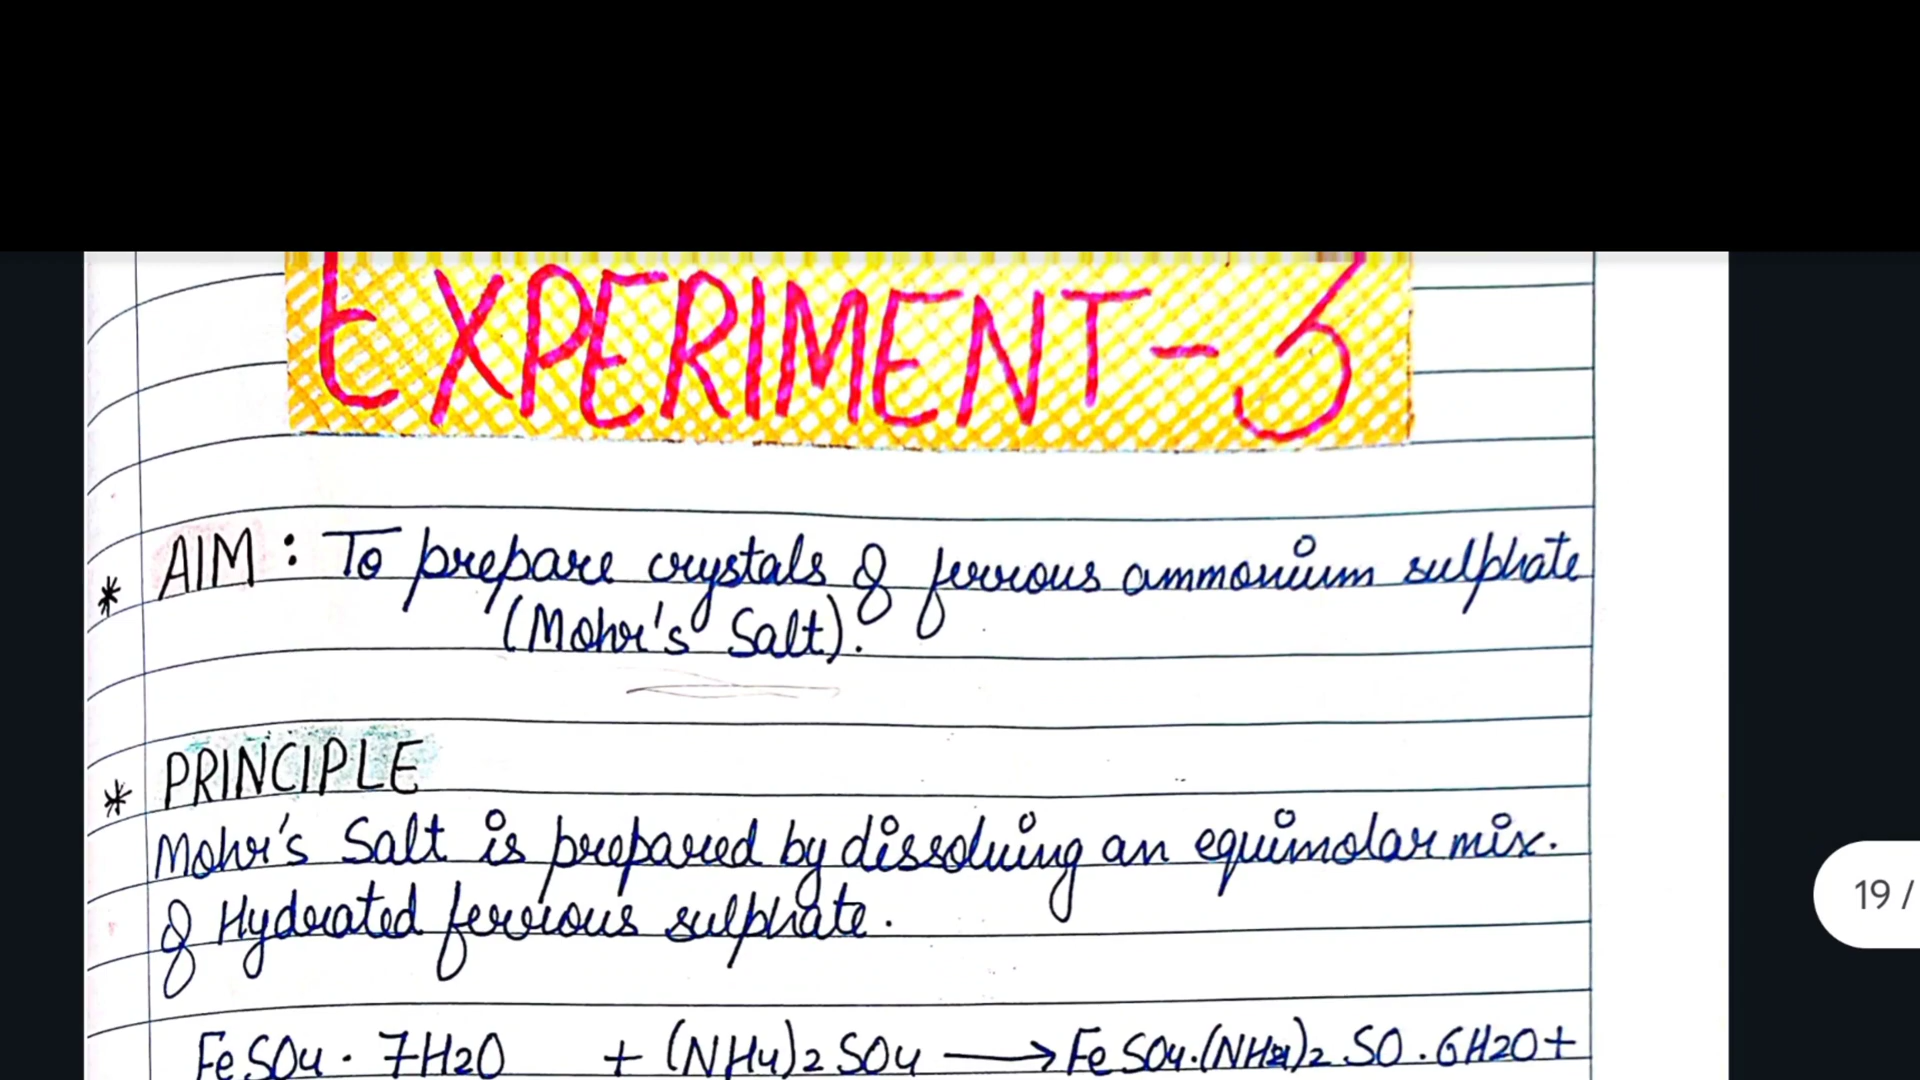 EXPERIMENT-3
* AIM : To prepare crystals of ferrous ammonium sulphate
(Mohr's Salt).
* PRINCIPLE
Mohr's Salt is prepared by dissolving an equimolar mix.
of Hydrated ferrious sulphate.
19 /
FeSO4 . 7H2O + (NH4)2 SO4 ⟶ FeSO4.(NH4)2 SO . 6H2O+